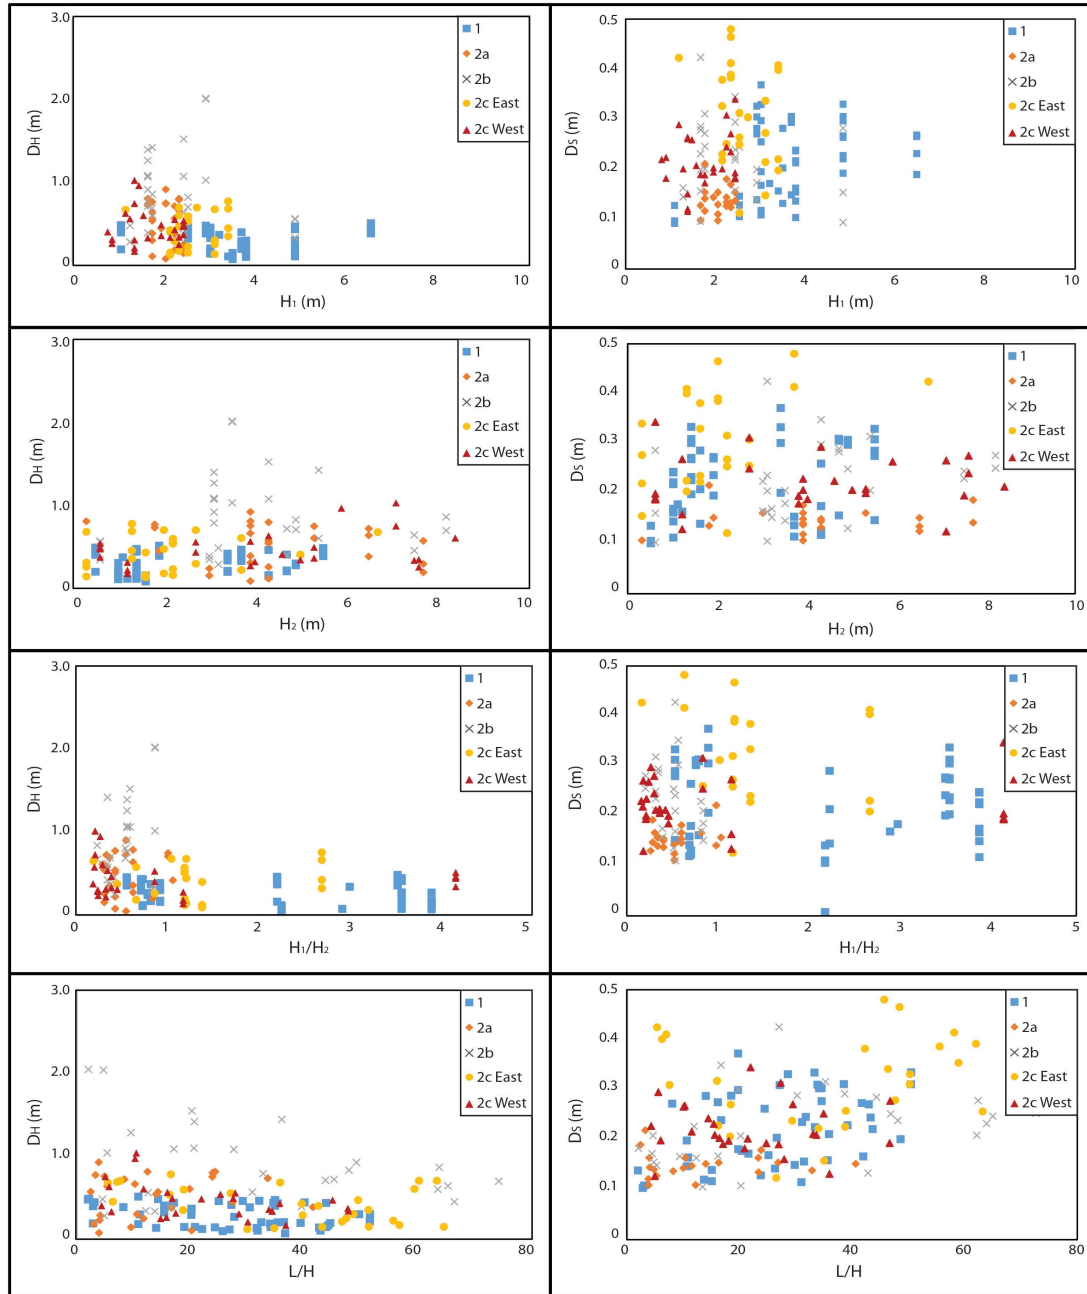 3.0
2.0
1.0
0
DH (m)
0 2 4 6 8 10
H1 (m)
1
2a
2b
2c East
2c West
0.5
0.4
0.3
0.2
0.1
0
Ds (m)
0 2 4 6 8 10
H1 (m)
1
2a
2b
2c East
2c West
3.0
2.0
1.0
0
DH (m)
0 2 4 6 8 10
H2 (m)
1
2a
2b
2c East
2c West
0.5
0.4
0.3
0.2
0.1
0
Ds (m)
0 2 4 6 8 10
H2 (m)
1
2a
2b
2c East
2c West
3.0
2.0
1.0
0
DH (m)
0 1 2 3 4 5
H1/H2
1
2a
2b
2c East
2c West
0.5
0.4
0.3
0.2
0.1
0
Ds (m)
0 1 2 3 4 5
H1/H2
1
2a
2b
2c East
2c West
3.0
2.0
1.0
0
DH (m)
0 20 40 60 80
L/H
1
2a
2b
2c East
2c West
0.5
0.4
0.3
0.2
0.1
0
Ds (m)
0 20 40 60 80
L/H
1
2a
2b
2c East
2c West